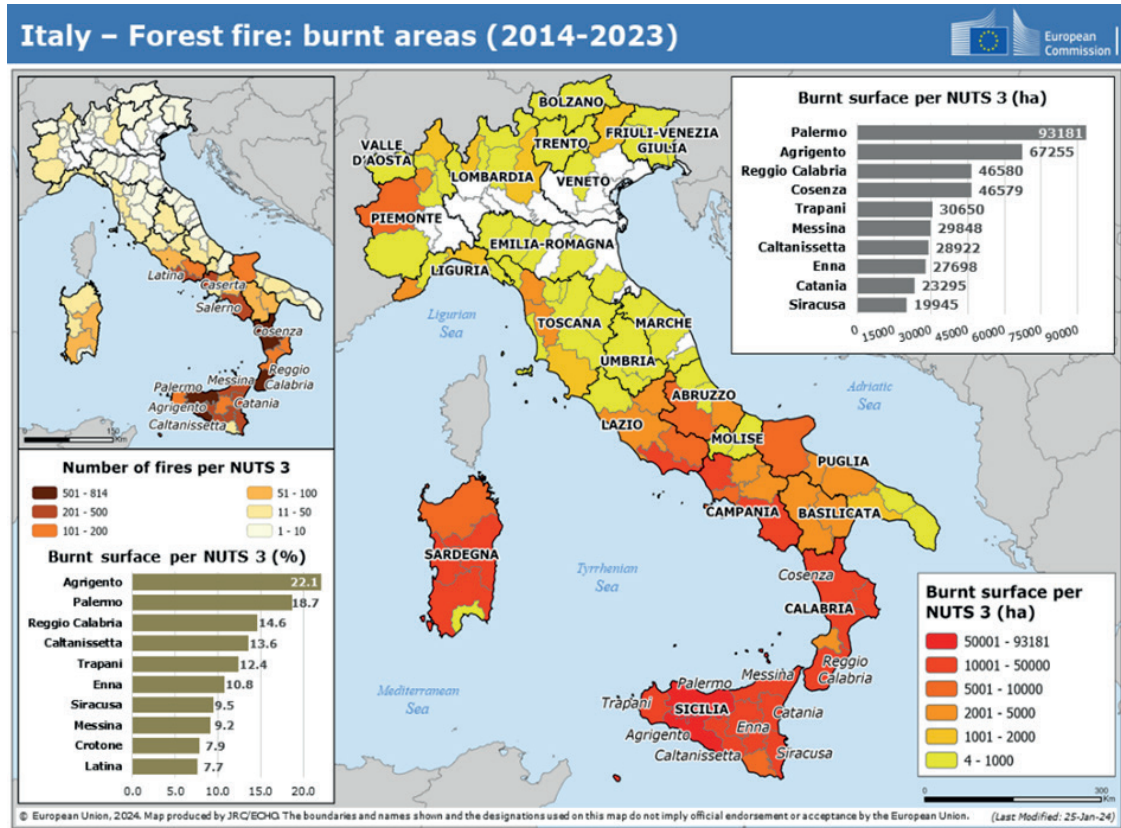 Italy – Forest fire: burnt areas (2014-2023)
European
Commission
Latina
Caserta
Salerno
Cosenza
Reggio
Calabria
Messina
Palermo
Catania
Agrigento
Caltanissetta
0 150
Km
Number of fires per NUTS 3
501 - 814
201 - 500
101 - 200
51 - 100
11 - 50
1 - 10
Burnt surface per NUTS 3 (%)
Agrigento 22.1
Palermo 18.7
Reggio Calabria 14.6
Caltanissetta 13.6
Trapani 12.4
Enna 10.8
Siracusa 9.5
Messina 9.2
Crotone 7.9
Latina 7.7
0.0 5.0 10.0 15.0 20.0
BOLZANO
VALLE
D'AOSTA
TRENTO
FRIULI-VENEZIA
GIULIA
LOMBARDIA
VENETO
PIEMONTE
EMILIA-ROMAGNA
LIGURIA
Ligurian
Sea
TOSCANA
MARCHE
UMBRIA
ABRUZZO
Adriatic
Sea
LAZIO
MOLISE
PUGLIA
CAMPANIA
BASILICATA
SARDEGNA
Tyrrhenian
Sea
Cosenza
CALABRIA
Reggio
Calabria
Messina
Palermo
Trapani
SICILIA
Catania
Enna
Agrigento
Caltanissetta
Siracusa
Mediterranean
Sea
Burnt surface per NUTS 3 (ha)
Palermo 93181
Agrigento 67255
Reggio Calabria 46580
Cosenza 46579
Trapani 30650
Messina 29848
Caltanissetta 28922
Enna 27698
Catania 23295
Siracusa 19945
0 15000 30000 45000 60000 75000 90000
Burnt surface per
NUTS 3 (ha)
50001 - 93181
10001 - 50000
5001 - 10000
2001 - 5000
1001 - 2000
4 - 1000
0 300
Km
© European Union, 2024. Map produced by JRC/ECHO. The boundaries and names shown and the designations used on this map do not imply official endorsement or acceptance by the European Union. (Last Modified: 25-Jan-24)